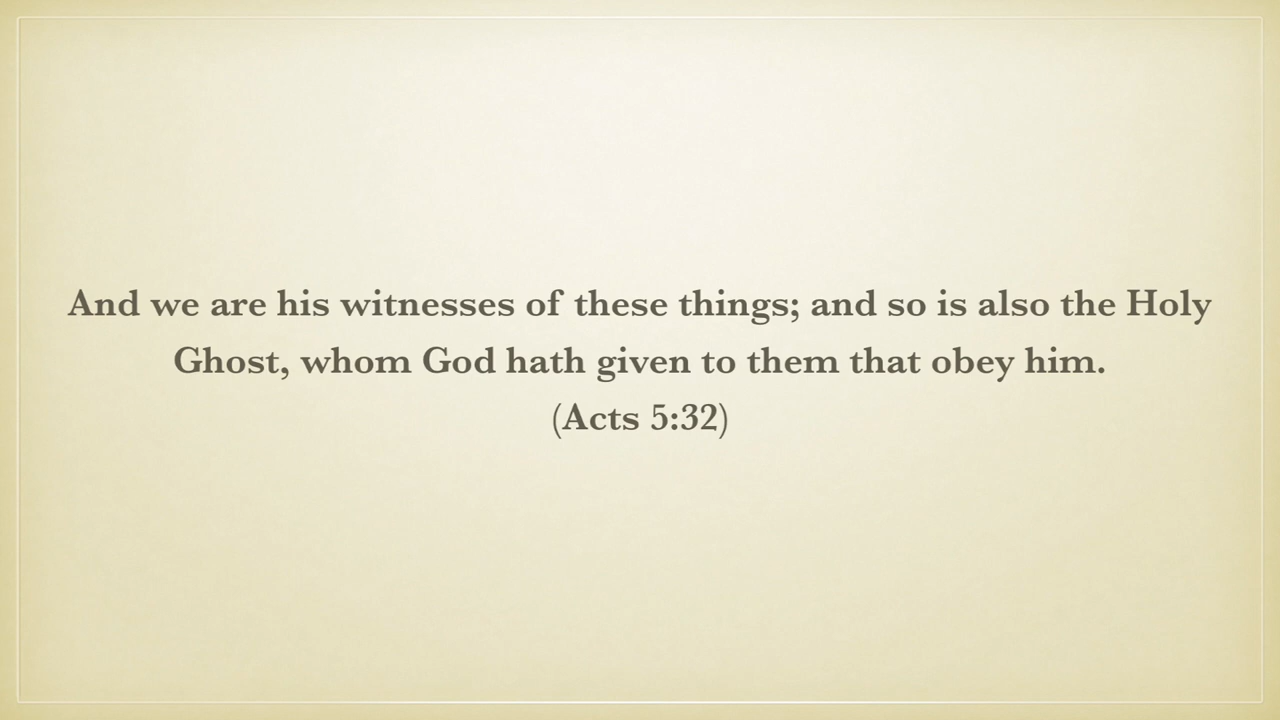 And we are his witnesses of these things; and so is also the Holy
Ghost, whom God hath given to them that obey him.
(Acts 5:32)